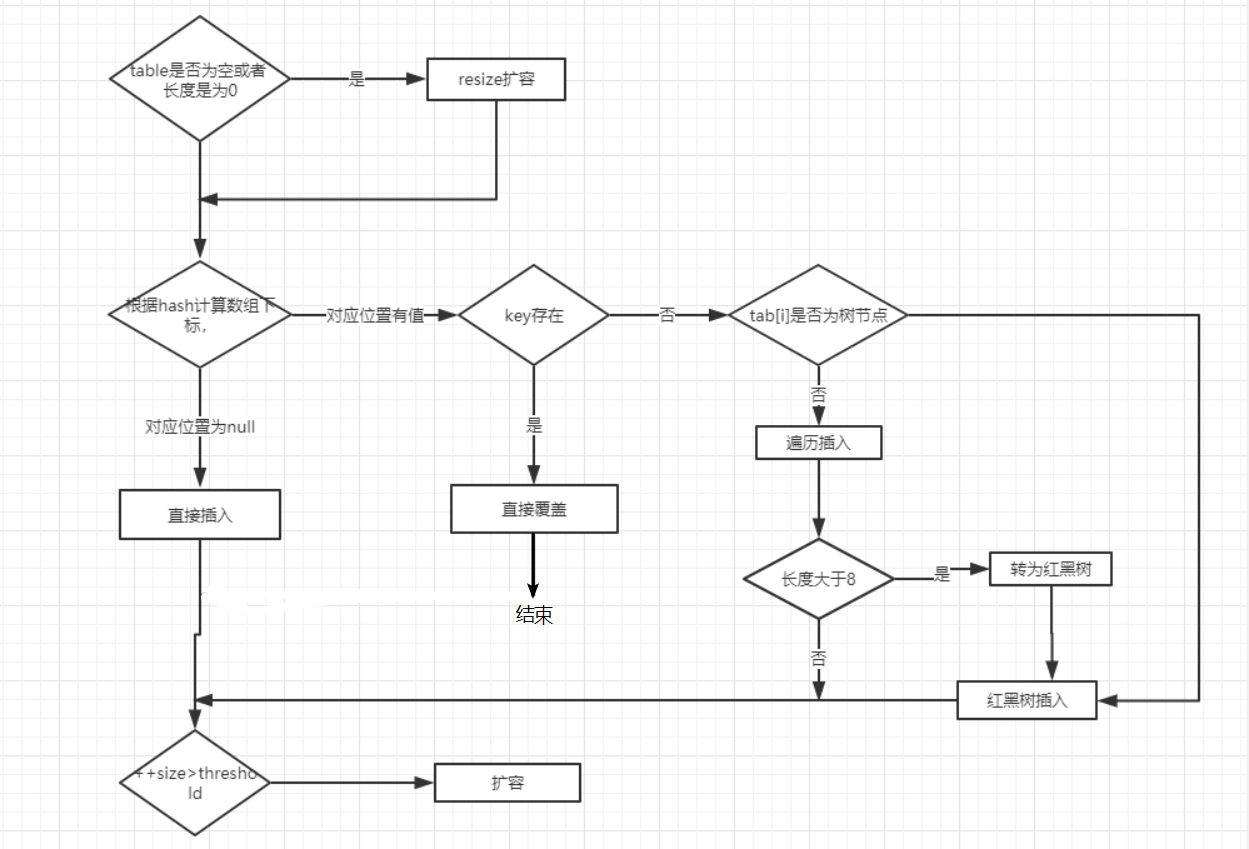 table是否为空或者
长度是为0
是
resize扩容
根据hash计算数组下
标，
对应位置有值
key存在
否
tab[i]是否为树节点
对应位置为null
是
否
遍历插入
直接插入
直接覆盖
长度大于8
是
转为红黑树
结束
否
红黑树插入
++size>thresho
ld
扩容